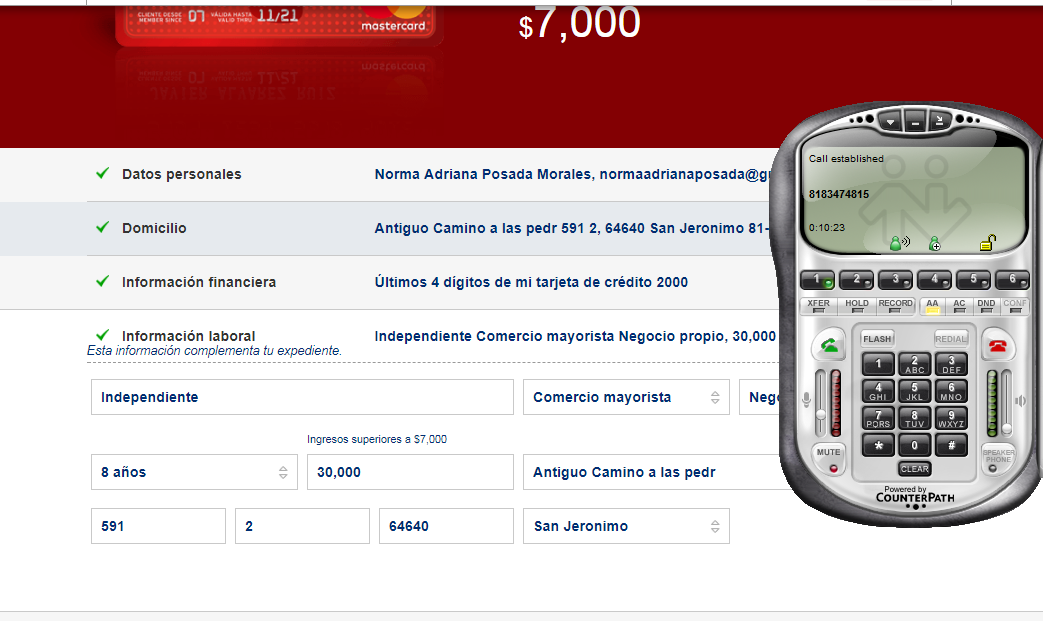 CLIENTE DESDE
MEMBER SINCE 07 VÁLIDA HASTA
VALID THRU 11/21
mastercard.
$7,000
JAVIER ALVAREZ RUIZ
Datos personales Norma Adriana Posada Morales, normaadrianaposada@g
Domicilio Antiguo Camino a las pedr 591 2, 64640 San Jeronimo 81-
Información financiera Últimos 4 dígitos de mi tarjeta de crédito 2000
Información laboral Independiente Comercio mayorista Negocio propio, 30,000
Esta información complementa tu expediente.
Independiente Comercio mayorista Nego
Ingresos superiores a $7,000
8 años 30,000 Antiguo Camino a las pedr
591 2 64640 San Jeronimo
Call established
8183474815
0:10:23
1 2 3 4 5 6
XFER HOLD RECORD AA AC DND CONF
FLASH REDIAL
1 2 ABC 3 DEF
4 GHI 5 JKL 6 MNO
7 PQRS 8 TUV 9 WXYZ
* 0 #
MUTE CLEAR SPEAKER PHONE
Powered by
COUNTERPATH